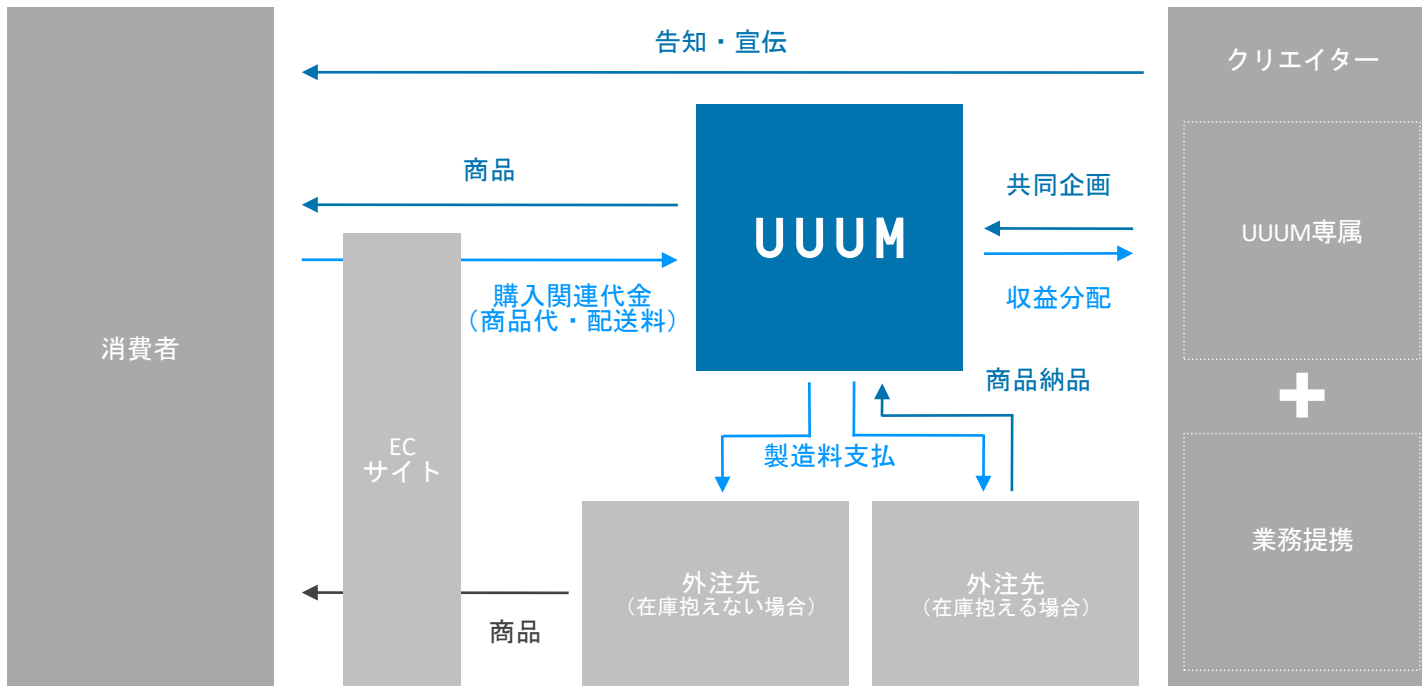 告知・宣伝
クリエイター
商品
共同企画
UUUM
UUUM専属
購入関連代金
（商品代・配送料）
収益分配
消費者
商品納品
EC
サイト
製造料支払
業務提携
外注先
（在庫抱えない場合）
外注先
（在庫抱える場合）
商品